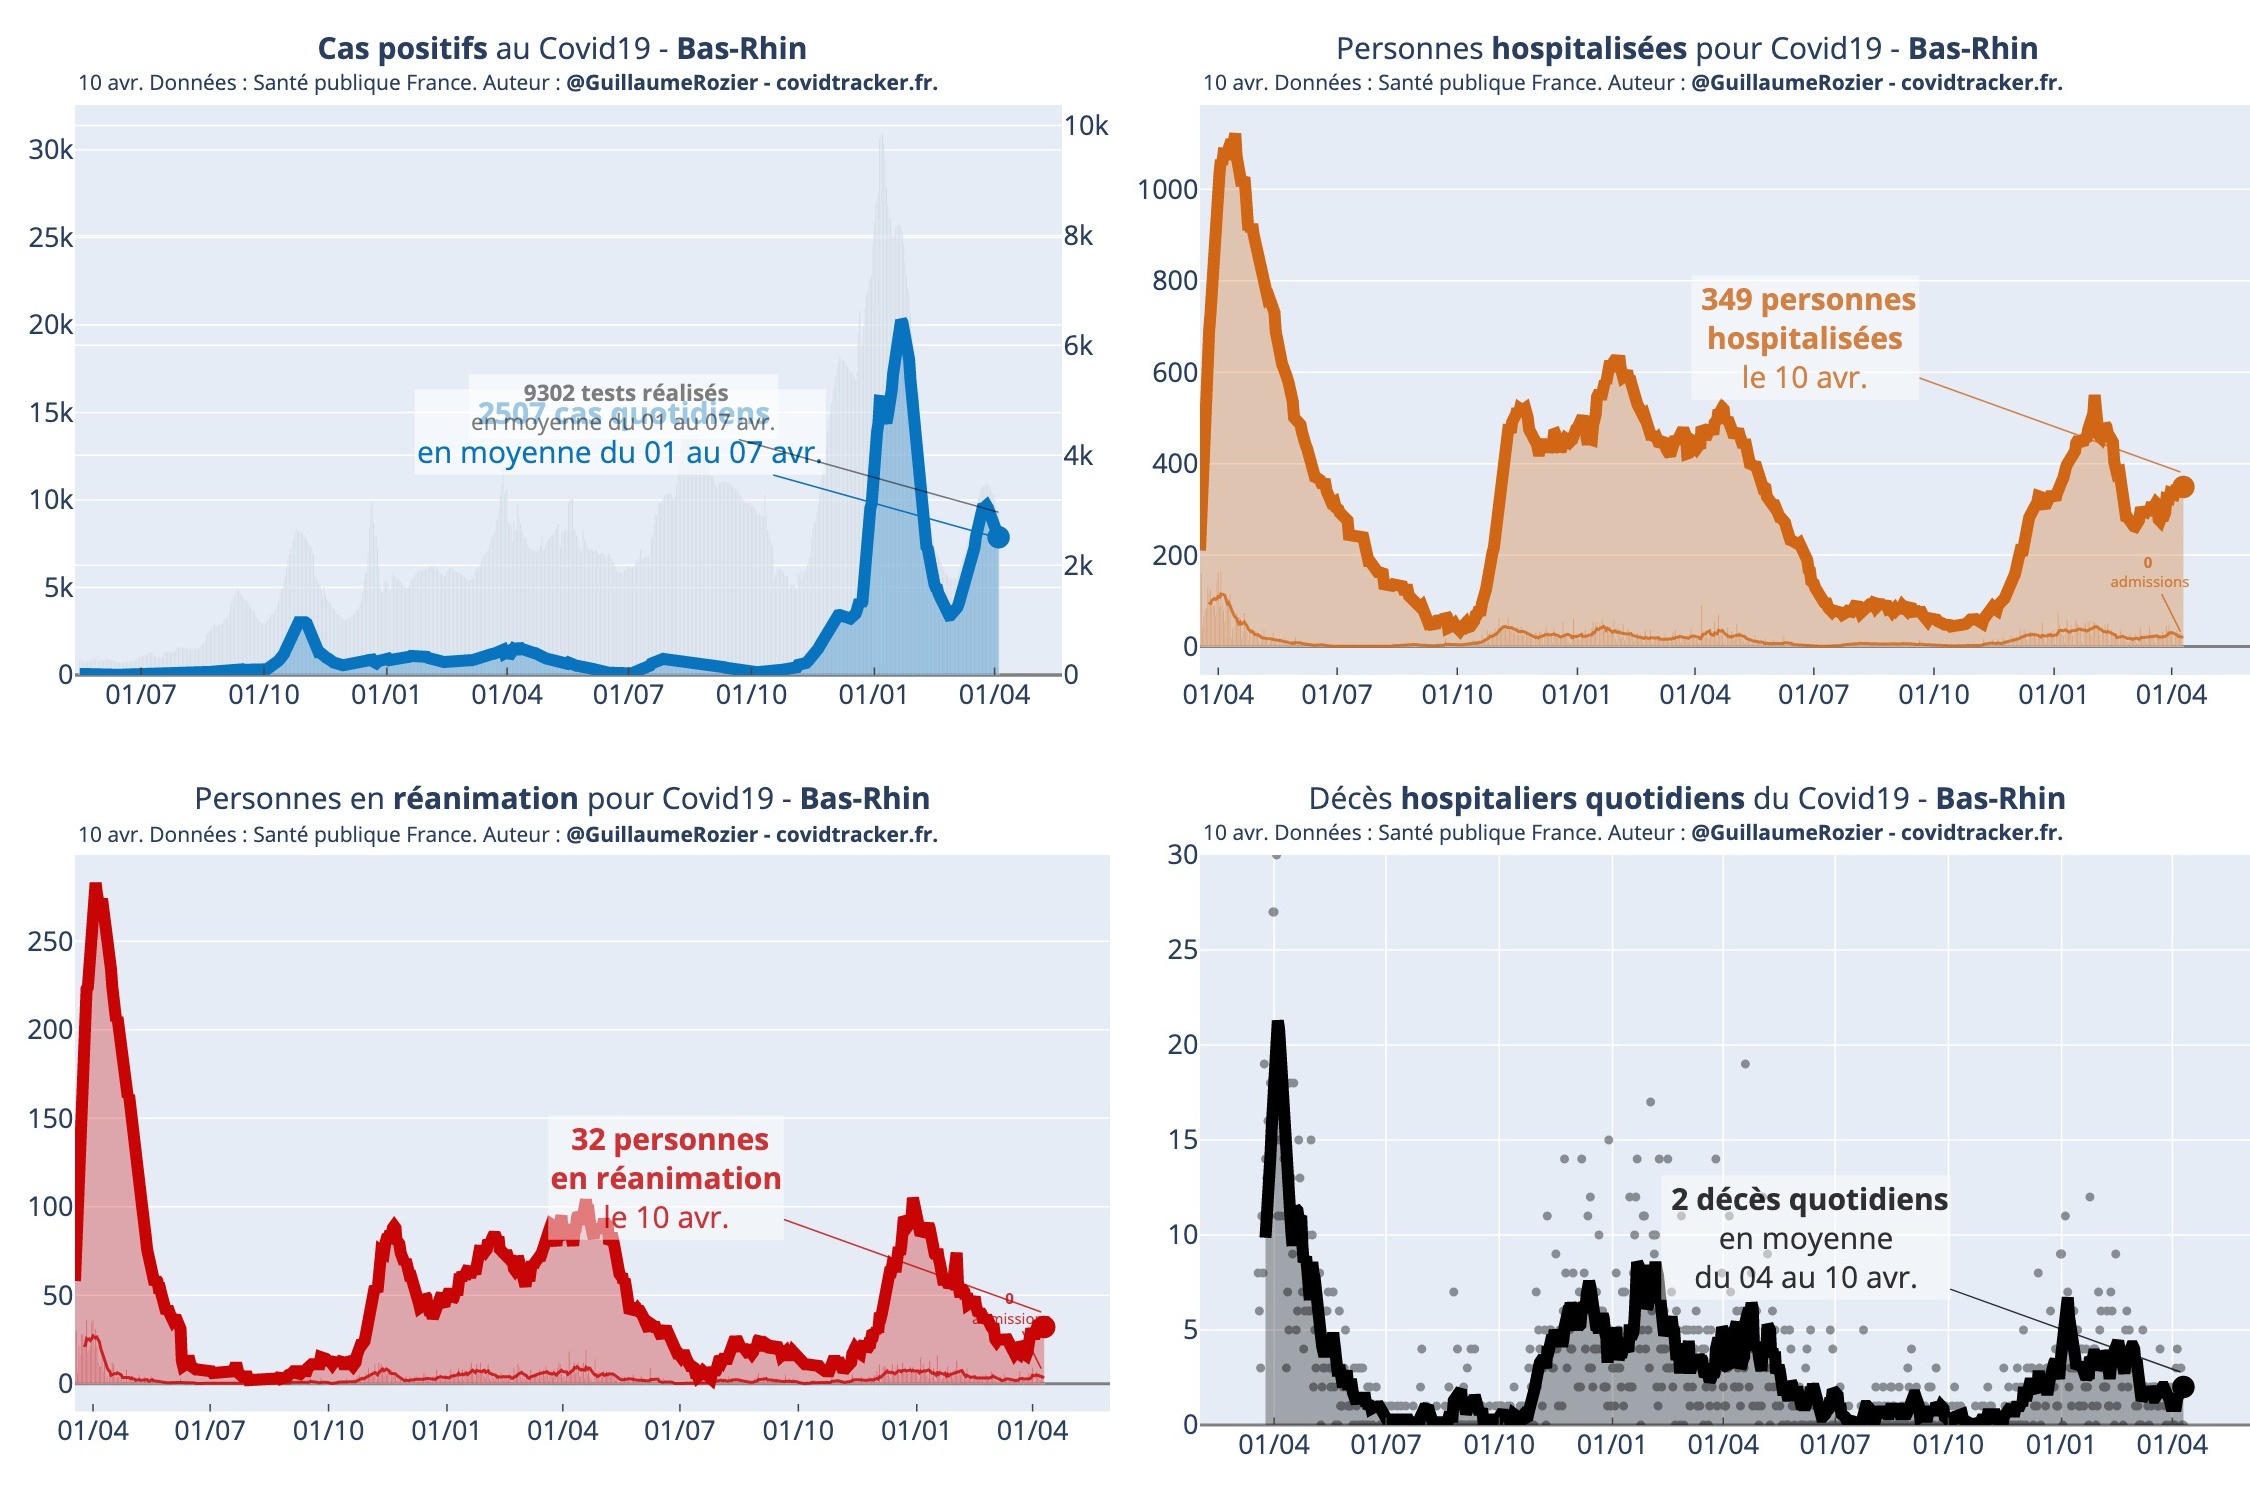 Cas positifs au Covid19 - Bas-Rhin
10 avr. Données : Santé publique France. Auteur : @GuillaumeRozier - covidtracker.fr.
30k
25k
20k
15k
10k
5k
0
10k
8k
6k
4k
2k
0
9302 tests réalisés
2507 cas quotidiens
en moyenne du 01 au 07 avr.
en moyenne du 01 au 07 avr.
01/07 01/10 01/01 01/04 01/07 01/10 01/01 01/04
Personnes hospitalisées pour Covid19 - Bas-Rhin
10 avr. Données : Santé publique France. Auteur : @GuillaumeRozier - covidtracker.fr.
1000
800
600
400
200
0
349 personnes
hospitalisées
le 10 avr.
0
admissions
01/04 01/07 01/10 01/01 01/04 01/07 01/10 01/01 01/04
Personnes en réanimation pour Covid19 - Bas-Rhin
10 avr. Données : Santé publique France. Auteur : @GuillaumeRozier - covidtracker.fr.
250
200
150
100
50
0
32 personnes
en réanimation
le 10 avr.
0
01/04 01/07 01/10 01/01 01/04 01/07 01/10 01/01 01/04
Décès hospitaliers quotidiens du Covid19 - Bas-Rhin
10 avr. Données : Santé publique France. Auteur : @GuillaumeRozier - covidtracker.fr.
30
25
20
15
10
5
0
2 décès quotidiens
en moyenne
du 04 au 10 avr.
01/04 01/07 01/10 01/01 01/04 01/07 01/10 01/01 01/04